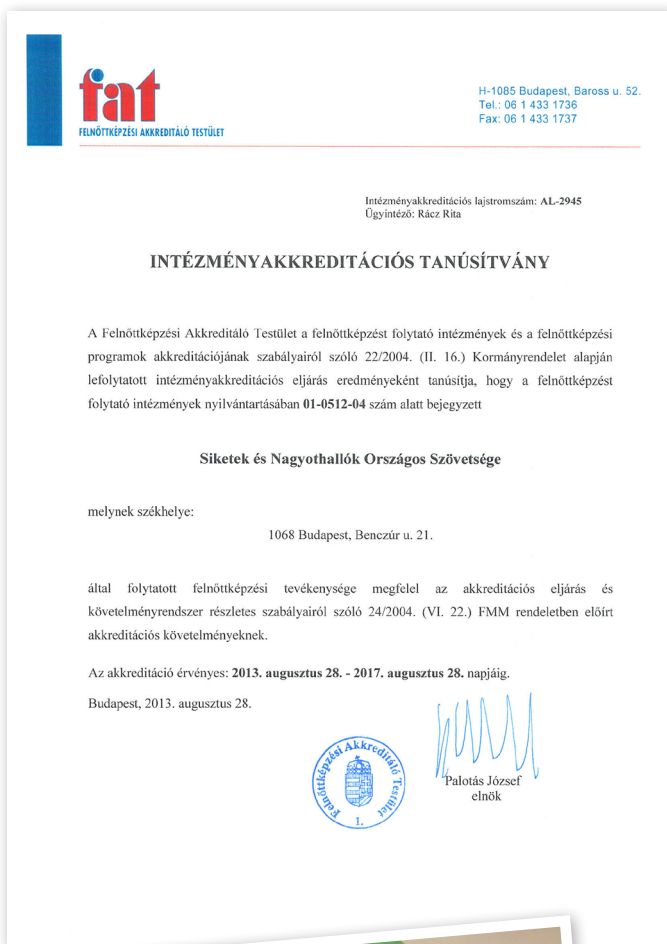 fat
FELNŐTTKÉPZÉSI AKKREDITÁLÓ TESTÜLET
H-1085 Budapest, Baross u. 52.
Tel.: 06 1 433 1736
Fax: 06 1 433 1737
Intézményakkreditációs lajstromszám: AL-2945
Ügyintéző: Rácz Rita
INTÉZMÉNYAKKREDITÁCIÓS TANÚSÍTVÁNY
A Felnőttképzési Akkreditáló Testület a felnőttképzést folytató intézmények és a felnőttképzési
programok akkreditációjának szabályairól szóló 22/2004. (II. 16.) Kormányrendelet alapján
lefolytatott intézményakkreditációs eljárás eredményeként tanúsítja, hogy a felnőttképzést
folytató intézmények nyilvántartásában 01-0512-04 szám alatt bejegyzett
Siketek és Nagyothallók Országos Szövetsége
melynek székhelye:
1068 Budapest, Benczúr u. 21.
által folytatott felnőttképzési tevékenysége megfelel az akkreditációs eljárás és
követelményrendszer részletes szabályairól szóló 24/2004. (VI. 22.) FMM rendeletben előírt
akkreditációs követelményeknek.
Az akkreditáció érvényes: 2013. augusztus 28. - 2017. augusztus 28. napjáig.
Budapest, 2013. augusztus 28.
Felnőttképzési Akkreditáló Testület
1.
Palotás József
elnök